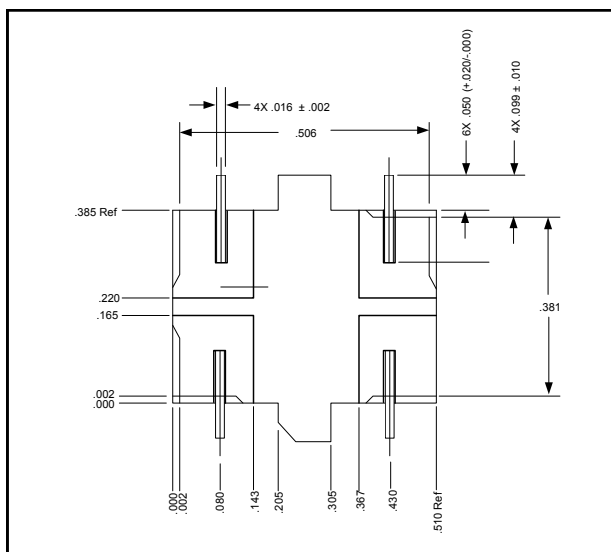 6X .050 (+.020/-.000)
4X .099 ± .010
4X .016 ± .002
.506
.385 Ref
.220
.165
.381
.002
.000
.000
.002
.080
.143
.205
.305
.367
.430
.510 Ref